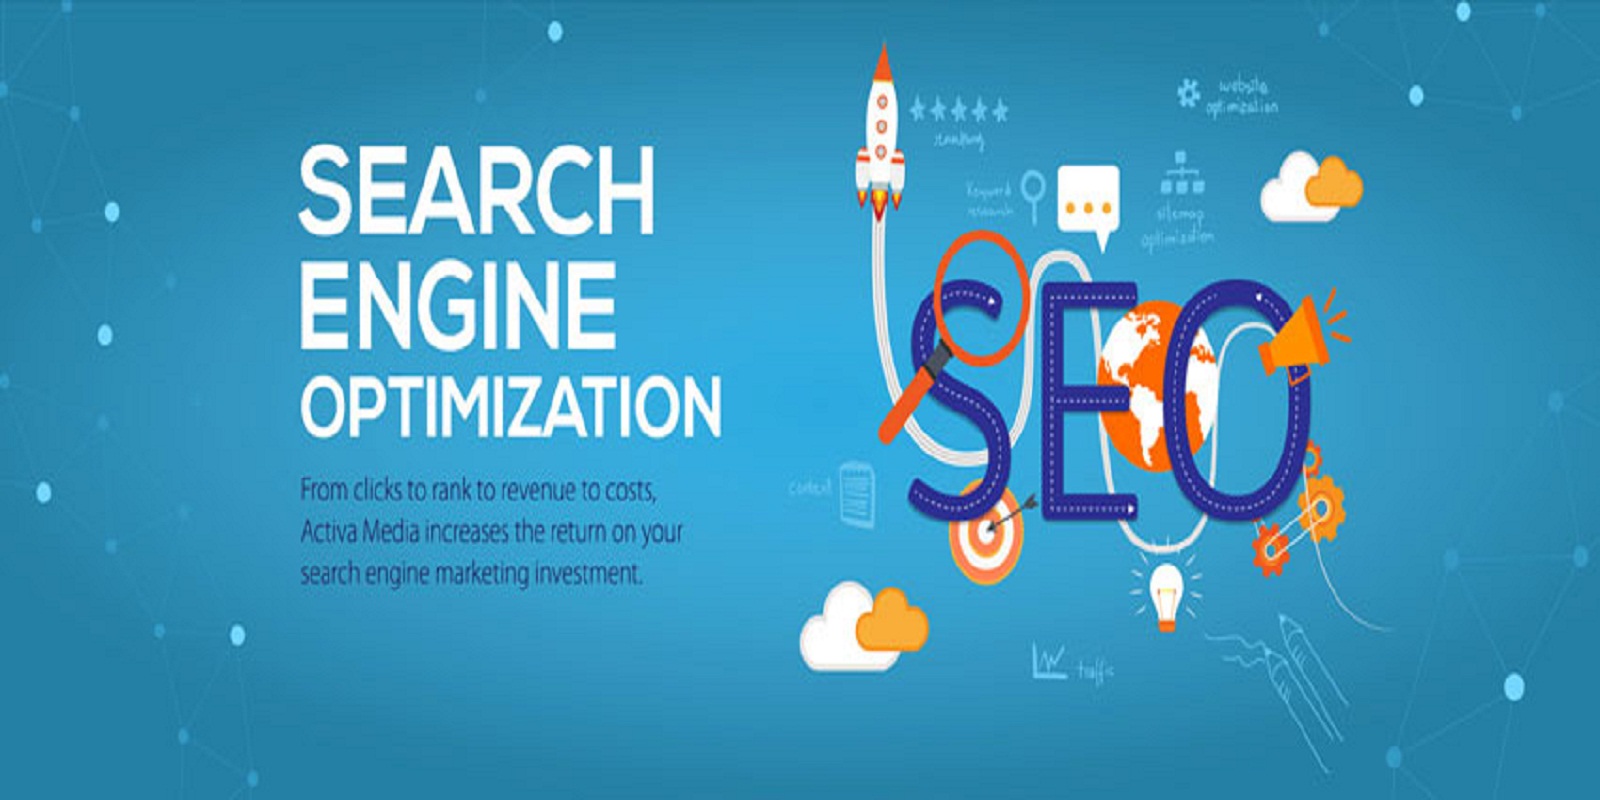 SEARCH
ENGINE
OPTIMIZATION
From clicks to rank to revenue to costs,
Activa Media increases the return on your
search engine marketing investment.
website
optimization
ranking
Keyword
research
sitemap
optimization
SEO
content
traffic